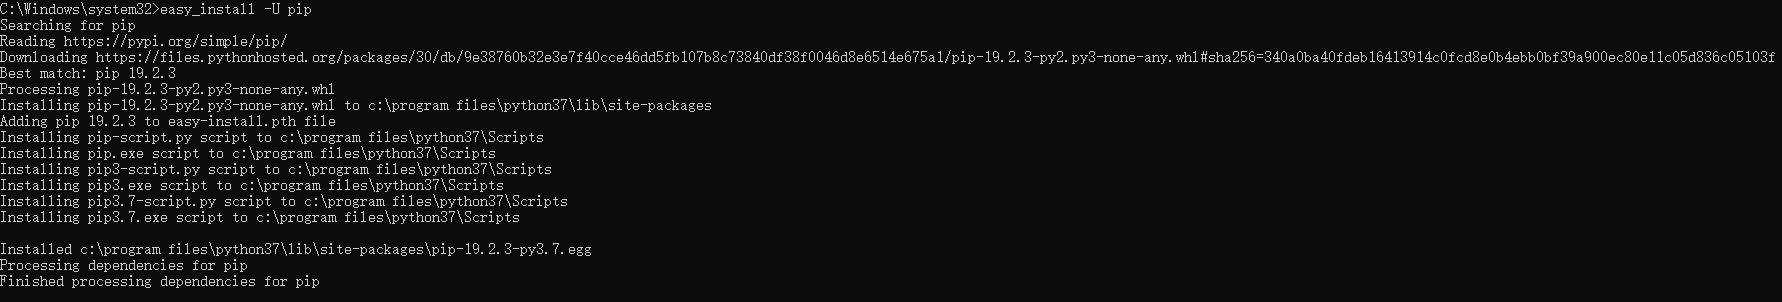 C:\Windows\system32>easy_install -U pip
Searching for pip
Reading https://pypi.org/simple/pip/
Downloading https://files.pythonhosted.org/packages/30/db/9e38760b32e3e7f40cce46dd5fb107b8c73840df38f0046d8e6514e675a1/pip-19.2.3-py2.py3-none-any.whl#sha256=340a0ba40fdeb16413914c0fcd8e0b4ebb0bf39a900ec80e11c05d836c05103f
Best match: pip 19.2.3
Processing pip-19.2.3-py2.py3-none-any.whl
Installing pip-19.2.3-py2.py3-none-any.whl to c:\program files\python37\lib\site-packages
Adding pip 19.2.3 to easy-install.pth file
Installing pip-script.py script to c:\program files\python37\Scripts
Installing pip.exe script to c:\program files\python37\Scripts
Installing pip3-script.py script to c:\program files\python37\Scripts
Installing pip3.exe script to c:\program files\python37\Scripts
Installing pip3.7-script.py script to c:\program files\python37\Scripts
Installing pip3.7.exe script to c:\program files\python37\Scripts
Installed c:\program files\python37\lib\site-packages\pip-19.2.3-py3.7.egg
Processing dependencies for pip
Finished processing dependencies for pip